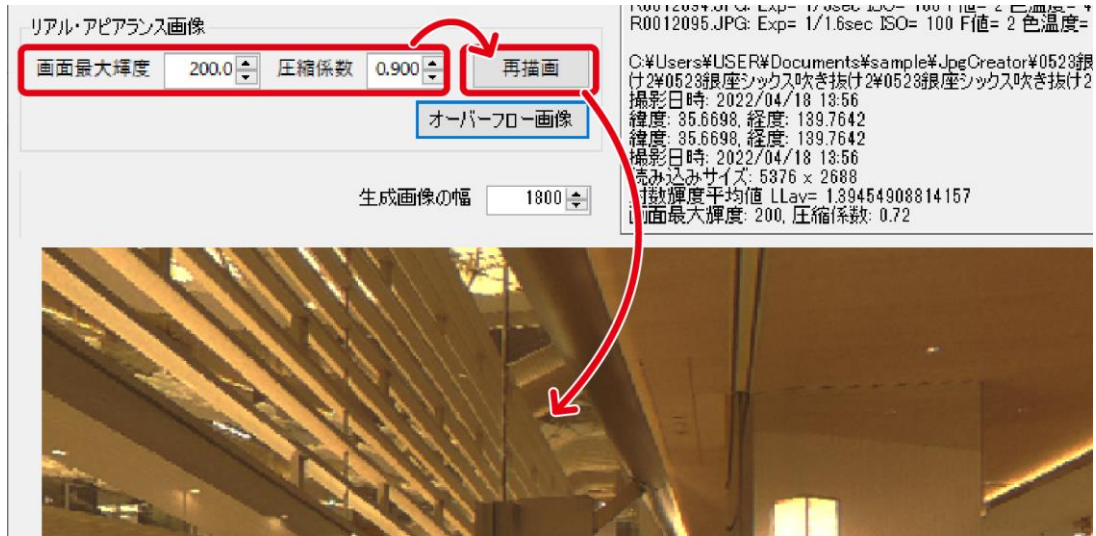 リアル・アピアランス画像
画面最大輝度 200.0 圧縮係数 0.900 再描画
オーバーフロー画像
生成画像の幅 1800
R0012095.JPG: Exp= 1/1.6sec ISO= 100 F値= 2 色温度=
C:¥Users¥USER¥Documents¥sample¥JpgCreator¥0523銀
け2¥0523銀座シックス吹き抜け2¥0523銀座シックス吹き抜け2
撮影日時: 2022/04/18 13:56
緯度: 35.6698, 経度: 139.7642
緯度: 35.6698, 経度: 139.7642
撮影日時: 2022/04/18 13:56
読み込みサイズ: 5376 x 2688
対数輝度平均値 LLav= 1.39454908814157
画面最大輝度: 200, 圧縮係数: 0.72